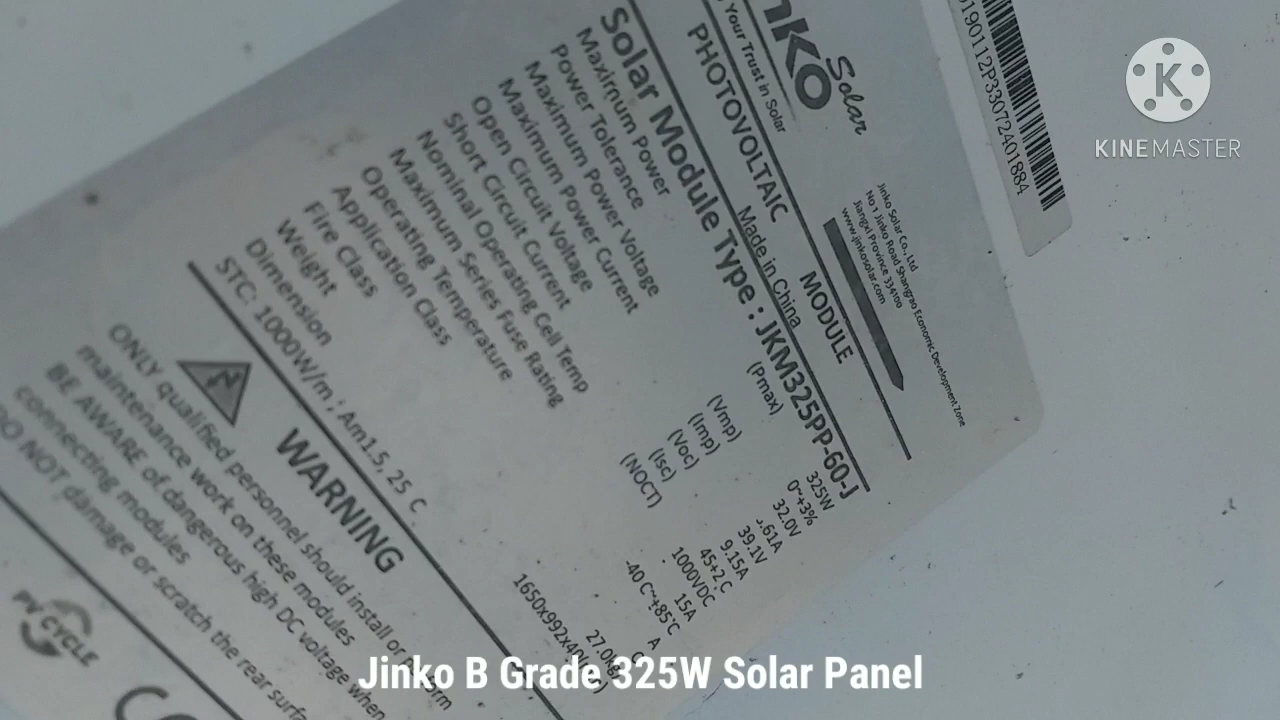 Jinko Solar
Your Trust in Solar
PHOTOVOLTAIC MODULE
Made in China
Jinko Solar Co., Ltd
No 1 Jinko Road Shangrao Economic Development Zone
Jiangxi Province 334100
www.jinkosolar.com
0190112P33072401884
Solar Module Type : JKM325PP-60-J
Maximum Power (Pmax) 325W
Power Tolerance 0~+3%
Maximum Power Voltage (Vmp) 32.0V
Maximum Power Current (Imp) .61A
Open Circuit Voltage (Voc) 39.1V
Short Circuit Current (Isc) 9.15A
Nominal Operating Cell Temp (NOCT) 45±2 C
Maximum Series Fuse Rating
1000VDC
15A
Operating Temperature -40 C~+85℃
Application Class A
Fire Class C
Weight 27.0kg
Dimension 1650x992x40
STC: 1000W/m ; Am1.5, 25 C
WARNING
ONLY qualified personnel should install or perform
maintenance work on these modules
BE AWARE of dangerous high DC voltage when
connecting modules
DO NOT damage or scratch the rear surf
PV CYCLE
CE
KINEMASTER
Jinko B Grade 325W Solar Panel